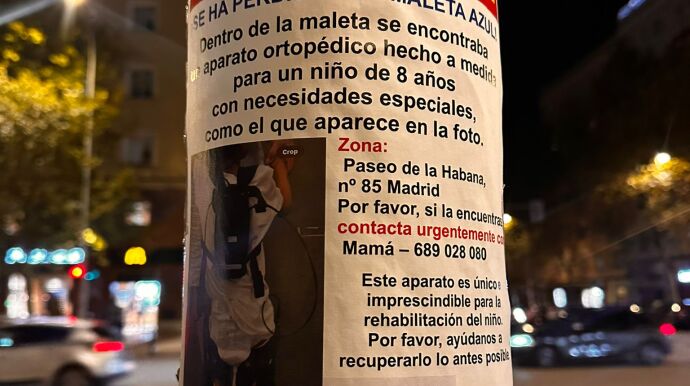 SE HA PERDI MALETA AZUL!
Dentro de la maleta se encontraba
un aparato ortopédico hecho a medida
para un niño de 8 años
con necesidades especiales,
como el que aparece en la foto.
Crop
Zona:
Paseo de la Habana,
nº 85 Madrid
Por favor, si la encuentras
contacta urgentemente co
Mamá – 689 028 080
Este aparato es único e
imprescindible para la
rehabilitación del niño.
Por favor, ayúdanos a
recuperarlo lo antes posible